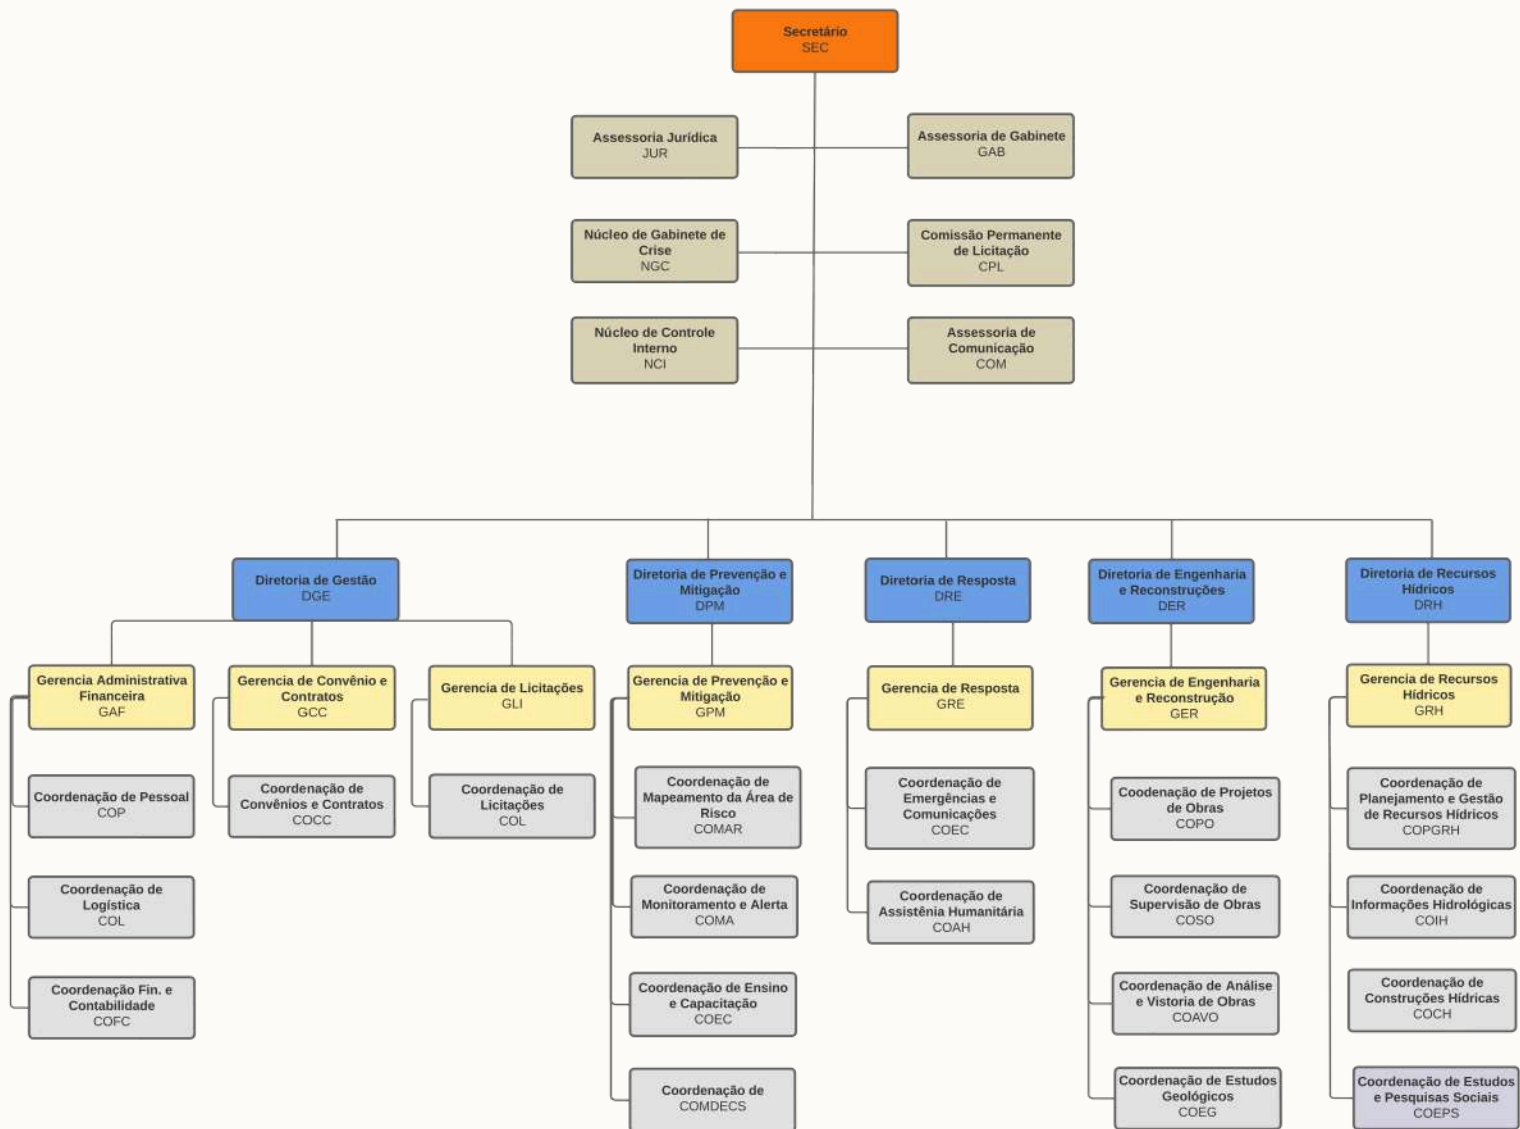 Secretário
SEC
Assessoria Jurídica
JUR
Assessoria de Gabinete
GAB
Núcleo de Gabinete de
Crise
NGC
Comissão Permanente
de Licitação
CPL
Núcleo de Controle
Interno
NCI
Assessoria de
Comunicação
COM
Diretoria de Gestão
DGE
Diretoria de Prevenção e
Mitigação
DPM
Diretoria de Resposta
DRE
Diretoria de Engenharia
e Reconstruções
DER
Diretoria de Recursos
Hídricos
DRH
Gerencia Administrativa
Financeira
GAF
Gerencia de Convênio e
Contratos
GCC
Gerencia de Licitações
GLI
Gerencia de Prevenção e
Mitigação
GPM
Gerencia de Resposta
GRE
Gerencia de Engenharia
e Reconstrução
GER
Gerencia de Recursos
Hídricos
GRH
Coordenação de Pessoal
COP
Coordenação de
Convênios e Contratos
COCC
Coordenação de
Licitações
COL
Coordenação de
Mapeamento da Área de
Risco
COMAR
Coordenação de
Emergências e
Comunicações
COEC
Coodenação de Projetos
de Obras
COPO
Coordenação de
Planejamento e Gestão
de Recursos Hídricos
COPGRH
Coordenação de
Logística
COL
Coordenação de
Monitoramento e Alerta
COMA
Coordenação de
Assistênia Humanitária
COAH
Coordenação de
Supervisão de Obras
COSO
Coordenação de
Informações Hidrológicas
COIH
Coordenação Fin. e
Contabilidade
COFC
Coordenação de Ensino
e Capacitação
COEC
Coordenação de Análise
e Vistoria de Obras
COAVO
Coordenação de
Construções Hídricas
COCH
Coordenação de
COMDECS
Coordenação de Estudos
Geológicos
COEG
Coordenação de Estudos
e Pesquisas Sociais
COEPS